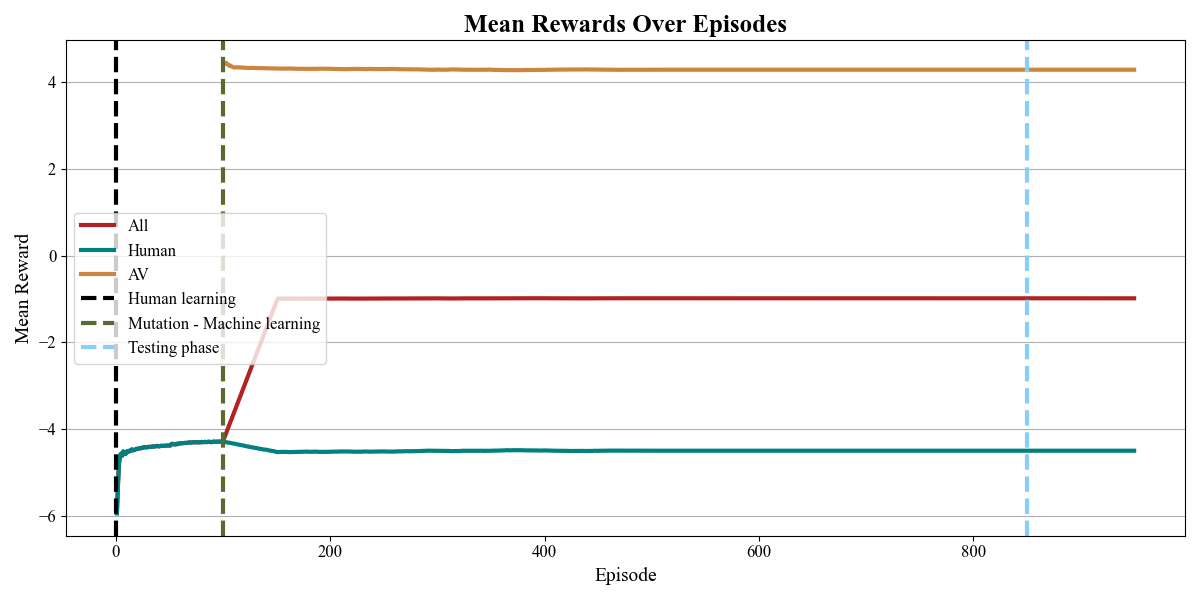 Mean Rewards Over Episodes
Mean Reward
4
2
0
−2
−4
−6
All
Human
AV
Human learning
Mutation - Machine learning
Testing phase
0 200 400 600 800
Episode